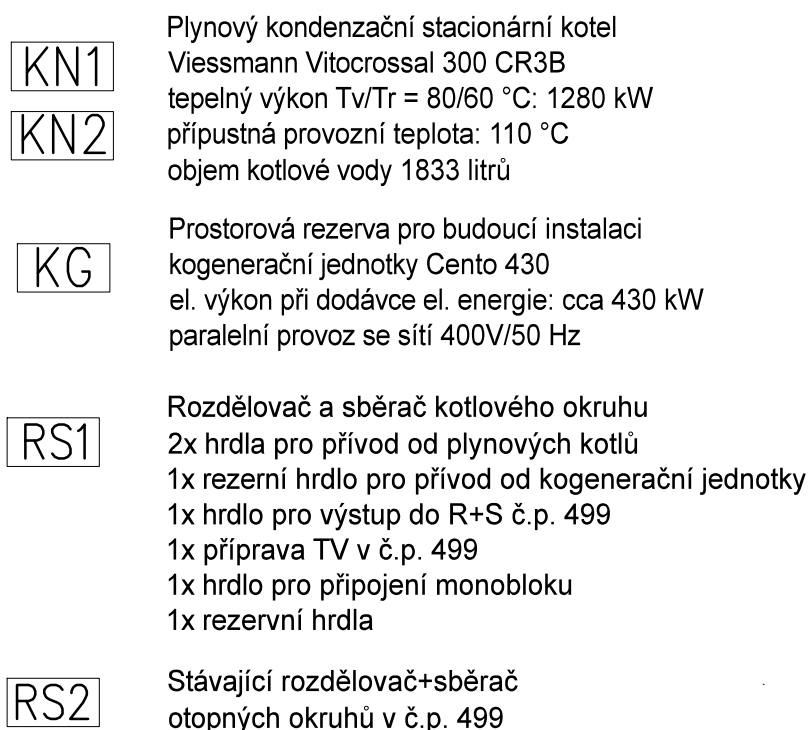 KN1
KN2
Plynový kondenzační stacionární kotel
Viessmann Vitocrossal 300 CR3B
tepelný výkon Tv/Tr = 80/60 °C: 1280 kW
přípustná provozní teplota: 110 °C
objem kotlové vody 1833 litrů
KG
Prostorová rezerva pro budoucí instalaci
kogenerační jednotky Cento 430
el. výkon při dodávce el. energie: cca 430 kW
paralelní provoz se sítí 400V/50 Hz
RS1
Rozdělovač a sběrač kotlového okruhu
2x hrdla pro přívod od plynových kotlů
1x rezerní hrdlo pro přívod od kogenerační jednotky
1x hrdlo pro výstup do R+S č.p. 499
1x příprava TV v č.p. 499
1x hrdlo pro připojení monobloku
1x rezervní hrdla
RS2
Stávající rozdělovač+sběrač
otopných okruhů v č.p. 499